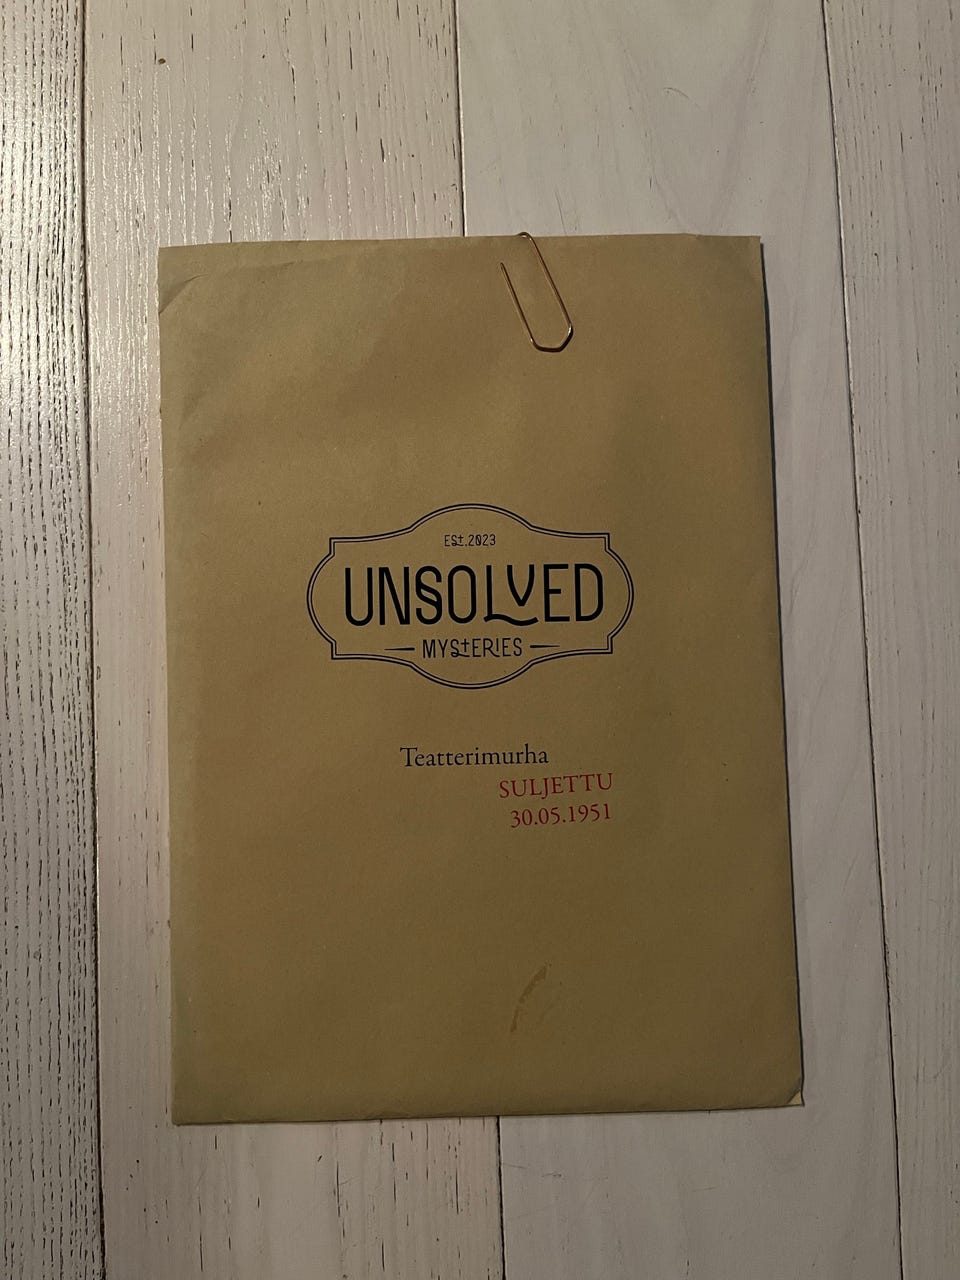 Est.2023
UNSOLVED
MYSTERIES
Teatterimurha
SULJETTU
30.05.1951